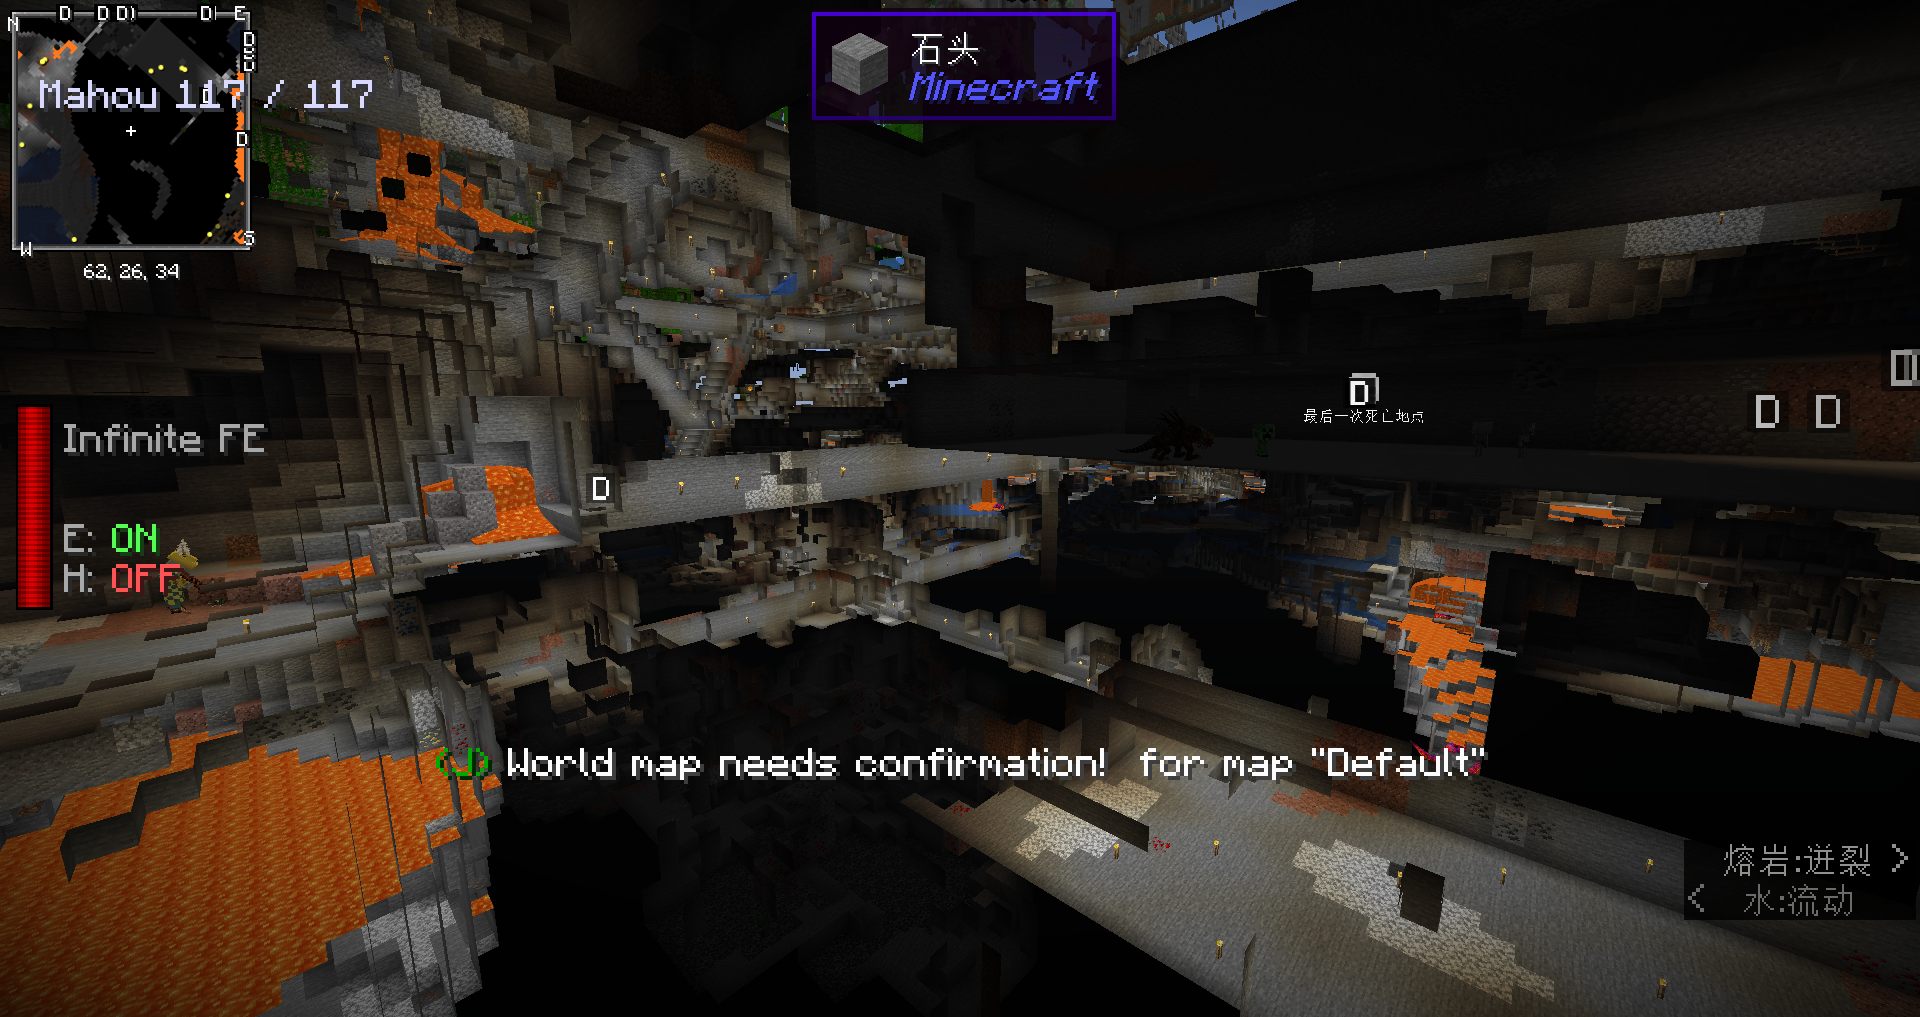 N D D D) D( E
D
S
C
Mahou 117 / 117
D
W S
62, 26, 34
石头
Minecraft
D
最后一次死亡地点
D D D
Infinite FE
D
E: ON
H: OFF
World map needs confirmation!  for map "Default"
熔岩:迸裂 >
< 水:流动